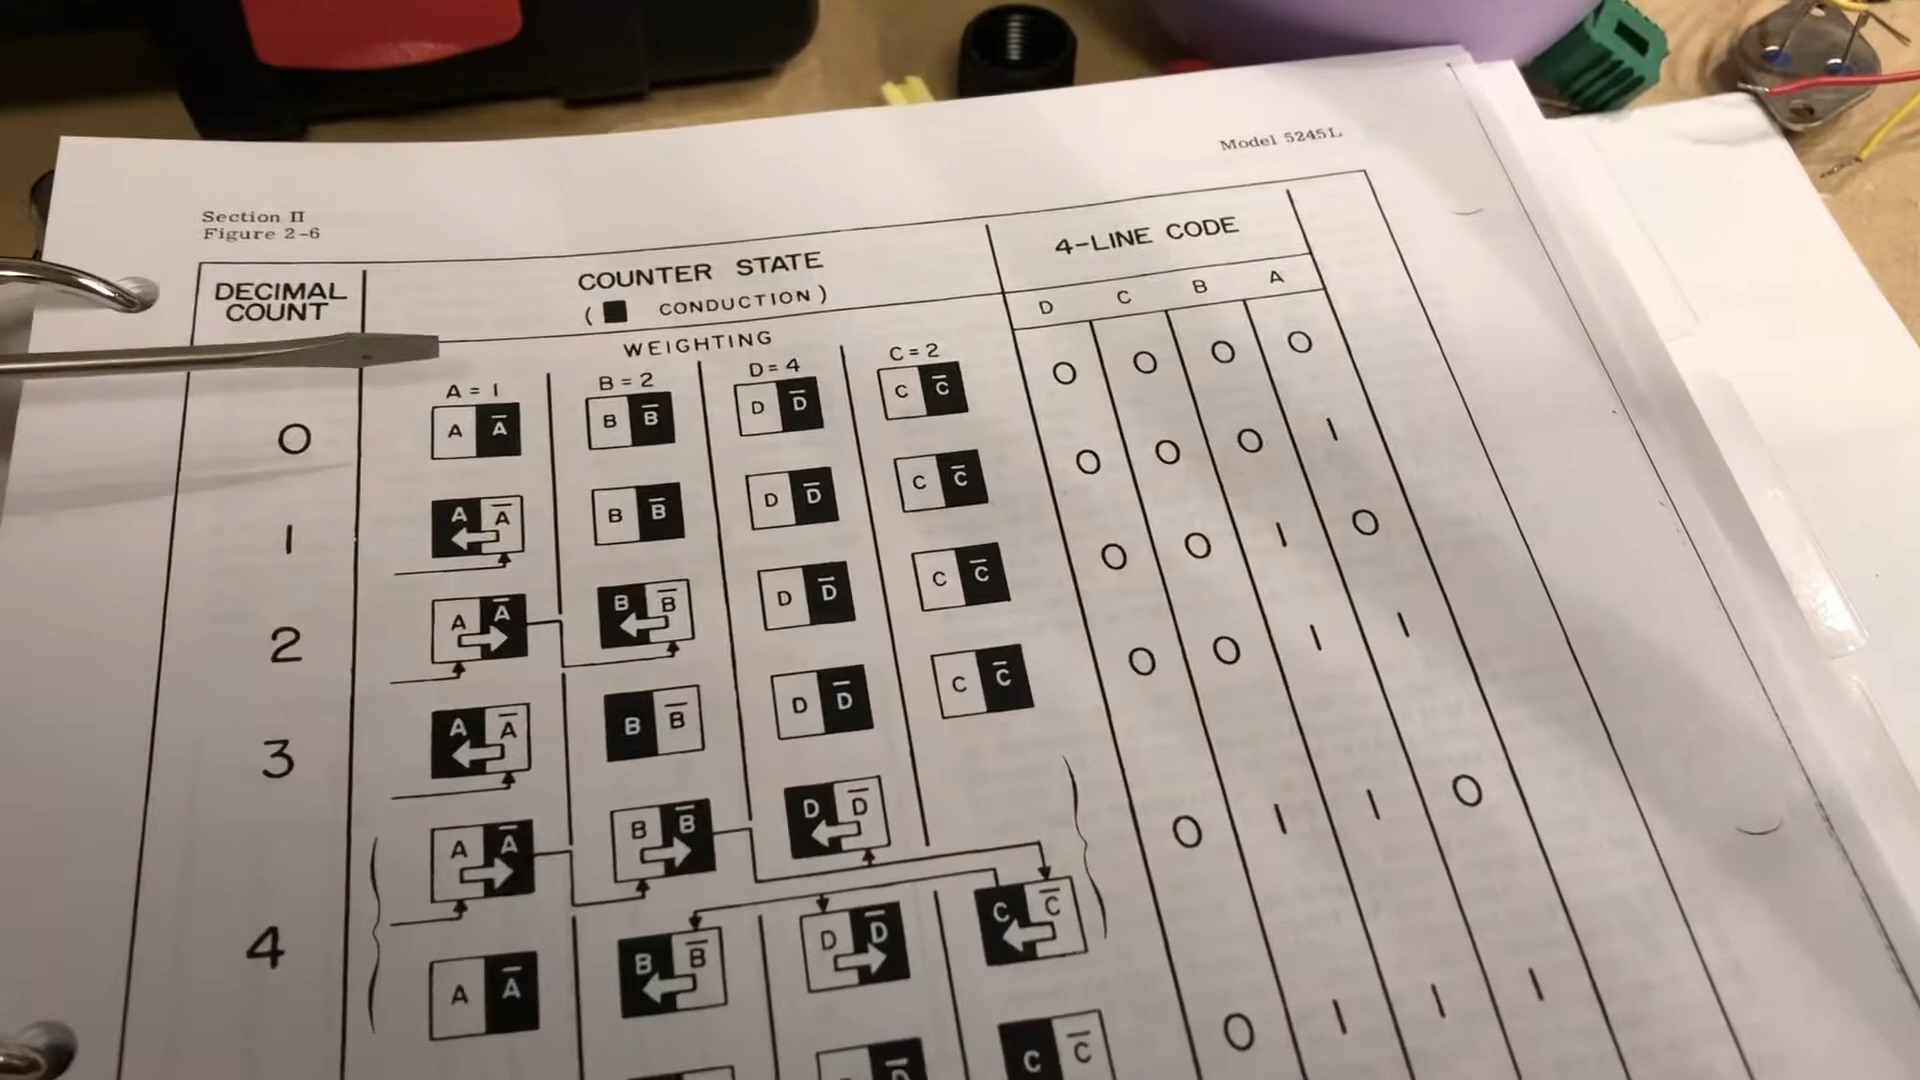 Model 5245L
Section II
Figure 2-6
DECIMAL
COUNT
COUNTER STATE
( ■ CONDUCTION )
4-LINE CODE
D C B A
WEIGHTING
A = 1 B = 2 D = 4 C = 2
0 A A̅ B B̅ D D̅ C C̅ 0 0 0 0
1 A A̅ B B̅ D D̅ C C̅ 0 0 0 1
2 A A̅ B B̅ D D̅ C C̅ 0 0 1 0
3 A A̅ B B̅ D D̅ C C̅ 0 0 1 1
A A̅ B B̅ D D̅
4 B B̅ D D̅ C C̅ 0 1 1 0
A A̅
D̅ C C̅ 0 1 1 1